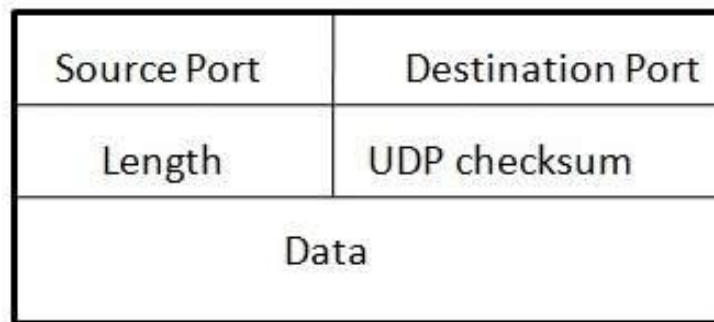 Source Port Destination Port
Length UDP checksum
Data